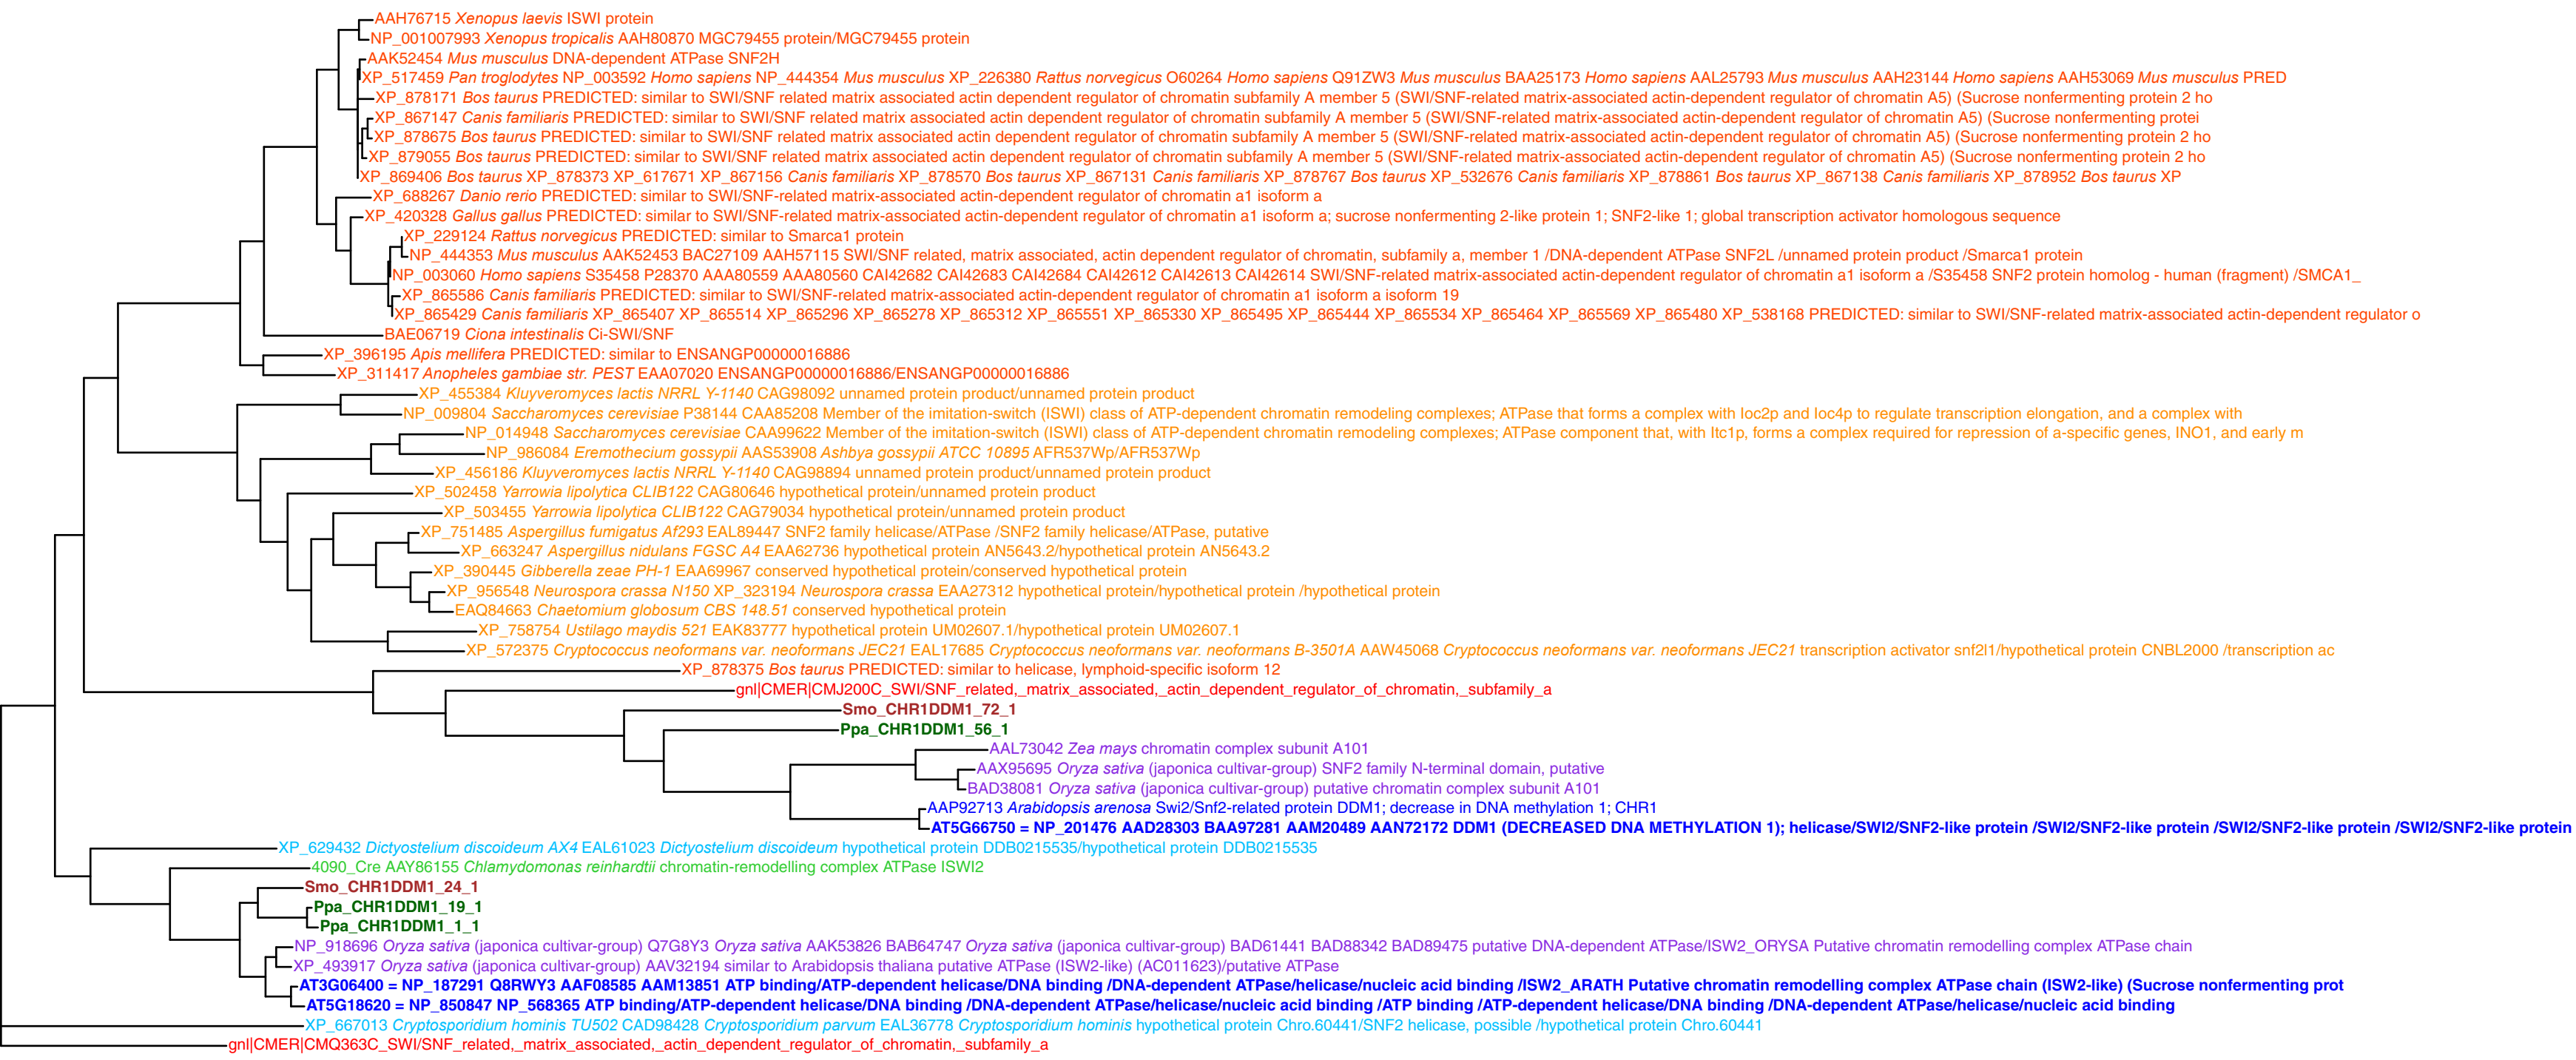 AAH76715 Xenopus laevis ISWI protein
NP_001007993 Xenopus tropicalis AAH80870 MGC79455 protein/MGC79455 protein
AAK52454 Mus musculus DNA-dependent ATPase SNF2H
XP_517459 Pan troglodytes NP_003592 Homo sapiens NP_444354 Mus musculus XP_226380 Rattus norvegicus O60264 Homo sapiens Q91ZW3 Mus musculus BAA25173 Homo sapiens AAL25793 Mus musculus AAH23144 Homo sapiens AAH53069 Mus musculus PRED
XP_878171 Bos taurus PREDICTED: similar to SWI/SNF related matrix associated actin dependent regulator of chromatin subfamily A member 5 (SWI/SNF-related matrix-associated actin-dependent regulator of chromatin A5) (Sucrose nonfermenting protein 2 ho
XP_867147 Canis familiaris PREDICTED: similar to SWI/SNF related matrix associated actin dependent regulator of chromatin subfamily A member 5 (SWI/SNF-related matrix-associated actin-dependent regulator of chromatin A5) (Sucrose nonfermenting protei
XP_878675 Bos taurus PREDICTED: similar to SWI/SNF related matrix associated actin dependent regulator of chromatin subfamily A member 5 (SWI/SNF-related matrix-associated actin-dependent regulator of chromatin A5) (Sucrose nonfermenting protein 2 ho
XP_879055 Bos taurus PREDICTED: similar to SWI/SNF related matrix associated actin dependent regulator of chromatin subfamily A member 5 (SWI/SNF-related matrix-associated actin-dependent regulator of chromatin A5) (Sucrose nonfermenting protein 2 ho
XP_869406 Bos taurus XP_878373 XP_617671 XP_867156 Canis familiaris XP_878570 Bos taurus XP_867131 Canis familiaris XP_878767 Bos taurus XP_532676 Canis familiaris XP_878861 Bos taurus XP_867138 Canis familiaris XP_878952 Bos taurus XP
XP_688267 Danio rerio PREDICTED: similar to SWI/SNF-related matrix-associated actin-dependent regulator of chromatin a1 isoform a
XP_420328 Gallus gallus PREDICTED: similar to SWI/SNF-related matrix-associated actin-dependent regulator of chromatin a1 isoform a; sucrose nonfermenting 2-like protein 1; SNF2-like 1; global transcription activator homologous sequence
XP_229124 Rattus norvegicus PREDICTED: similar to Smarca1 protein
NP_444353 Mus musculus AAK52453 BAC27109 AAH57115 SWI/SNF related, matrix associated, actin dependent regulator of chromatin, subfamily a, member 1 /DNA-dependent ATPase SNF2L /unnamed protein product /Smarca1 protein
NP_003060 Homo sapiens S35458 P28370 AAA80559 AAA80560 CAI42682 CAI42683 CAI42684 CAI42612 CAI42613 CAI42614 SWI/SNF-related matrix-associated actin-dependent regulator of chromatin a1 isoform a /S35458 SNF2 protein homolog - human (fragment) /SMCA1_
XP_865586 Canis familiaris PREDICTED: similar to SWI/SNF-related matrix-associated actin-dependent regulator of chromatin a1 isoform a isoform 19
XP_865429 Canis familiaris XP_865407 XP_865514 XP_865296 XP_865278 XP_865312 XP_865551 XP_865330 XP_865495 XP_865444 XP_865534 XP_865464 XP_865569 XP_865480 XP_538168 PREDICTED: similar to SWI/SNF-related matrix-associated actin-dependent regulator o
BAE06719 Ciona intestinalis Ci-SWI/SNF
XP_396195 Apis mellifera PREDICTED: similar to ENSANGP00000016886
XP_311417 Anopheles gambiae str. PEST EAA07020 ENSANGP00000016886/ENSANGP00000016886
XP_455384 Kluyveromyces lactis NRRL Y-1140 CAG98092 unnamed protein product/unnamed protein product
NP_009804 Saccharomyces cerevisiae P38144 CAA85208 Member of the imitation-switch (ISWI) class of ATP-dependent chromatin remodeling complexes; ATPase that forms a complex with Ioc2p and Ioc4p to regulate transcription elongation, and a complex with
NP_014948 Saccharomyces cerevisiae CAA99622 Member of the imitation-switch (ISWI) class of ATP-dependent chromatin remodeling complexes; ATPase component that, with Itc1p, forms a complex required for repression of a-specific genes, INO1, and early m
NP_986084 Eremothecium gossypii AAS53908 Ashbya gossypii ATCC 10895 AFR537Wp/AFR537Wp
XP_456186 Kluyveromyces lactis NRRL Y-1140 CAG98894 unnamed protein product/unnamed protein product
XP_502458 Yarrowia lipolytica CLIB122 CAG80646 hypothetical protein/unnamed protein product
XP_503455 Yarrowia lipolytica CLIB122 CAG79034 hypothetical protein/unnamed protein product
XP_751485 Aspergillus fumigatus Af293 EAL89447 SNF2 family helicase/ATPase /SNF2 family helicase/ATPase, putative
XP_663247 Aspergillus nidulans FGSC A4 EAA62736 hypothetical protein AN5643.2/hypothetical protein AN5643.2
XP_390445 Gibberella zeae PH-1 EAA69967 conserved hypothetical protein/conserved hypothetical protein
XP_956548 Neurospora crassa N150 XP_323194 Neurospora crassa EAA27312 hypothetical protein/hypothetical protein /hypothetical protein
EAQ84663 Chaetomium globosum CBS 148.51 conserved hypothetical protein
XP_758754 Ustilago maydis 521 EAK83777 hypothetical protein UM02607.1/hypothetical protein UM02607.1
XP_572375 Cryptococcus neoformans var. neoformans JEC21 EAL17685 Cryptococcus neoformans var. neoformans B-3501A AAW45068 Cryptococcus neoformans var. neoformans JEC21 transcription activator snf2l1/hypothetical protein CNBL2000 /transcription ac
XP_878375 Bos taurus PREDICTED: similar to helicase, lymphoid-specific isoform 12
gnl|CMER|CMJ200C_SWI/SNF_related,_matrix_associated,_actin_dependent_regulator_of_chromatin,_subfamily_a
Smo_CHR1DDM1_72_1
Ppa_CHR1DDM1_56_1
AAL73042 Zea mays chromatin complex subunit A101
AAX95695 Oryza sativa (japonica cultivar-group) SNF2 family N-terminal domain, putative
BAD38081 Oryza sativa (japonica cultivar-group) putative chromatin complex subunit A101
AAP92713 Arabidopsis arenosa Swi2/Snf2-related protein DDM1; decrease in DNA methylation 1; CHR1
AT5G66750 = NP_201476 AAD28303 BAA97281 AAM20489 AAN72172 DDM1 (DECREASED DNA METHYLATION 1); helicase/SWI2/SNF2-like protein /SWI2/SNF2-like protein /SWI2/SNF2-like protein /SWI2/SNF2-like protein
XP_629432 Dictyostelium discoideum AX4 EAL61023 Dictyostelium discoideum hypothetical protein DDB0215535/hypothetical protein DDB0215535
4090_Cre AAY86155 Chlamydomonas reinhardtii chromatin-remodelling complex ATPase ISWI2
Smo_CHR1DDM1_24_1
Ppa_CHR1DDM1_19_1
Ppa_CHR1DDM1_1_1
NP_918696 Oryza sativa (japonica cultivar-group) Q7G8Y3 Oryza sativa AAK53826 BAB64747 Oryza sativa (japonica cultivar-group) BAD61441 BAD88342 BAD89475 putative DNA-dependent ATPase/ISW2_ORYSA Putative chromatin remodelling complex ATPase chain
XP_493917 Oryza sativa (japonica cultivar-group) AAV32194 similar to Arabidopsis thaliana putative ATPase (ISW2-like) (AC011623)/putative ATPase
AT3G06400 = NP_187291 Q8RWY3 AAF08585 AAM13851 ATP binding/ATP-dependent helicase/DNA binding /DNA-dependent ATPase/helicase/nucleic acid binding /ISW2_ARATH Putative chromatin remodelling complex ATPase chain (ISW2-like) (Sucrose nonfermenting prot
AT5G18620 = NP_850847 NP_568365 ATP binding/ATP-dependent helicase/DNA binding /DNA-dependent ATPase/helicase/nucleic acid binding /ATP binding /ATP-dependent helicase/DNA binding /DNA-dependent ATPase/helicase/nucleic acid binding
XP_667013 Cryptosporidium hominis TU502 CAD98428 Cryptosporidium parvum EAL36778 Cryptosporidium hominis hypothetical protein Chro.60441/SNF2 helicase, possible /hypothetical protein Chro.60441
gnl|CMER|CMQ363C_SWI/SNF_related,_matrix_associated,_actin_dependent_regulator_of_chromatin,_subfamily_a